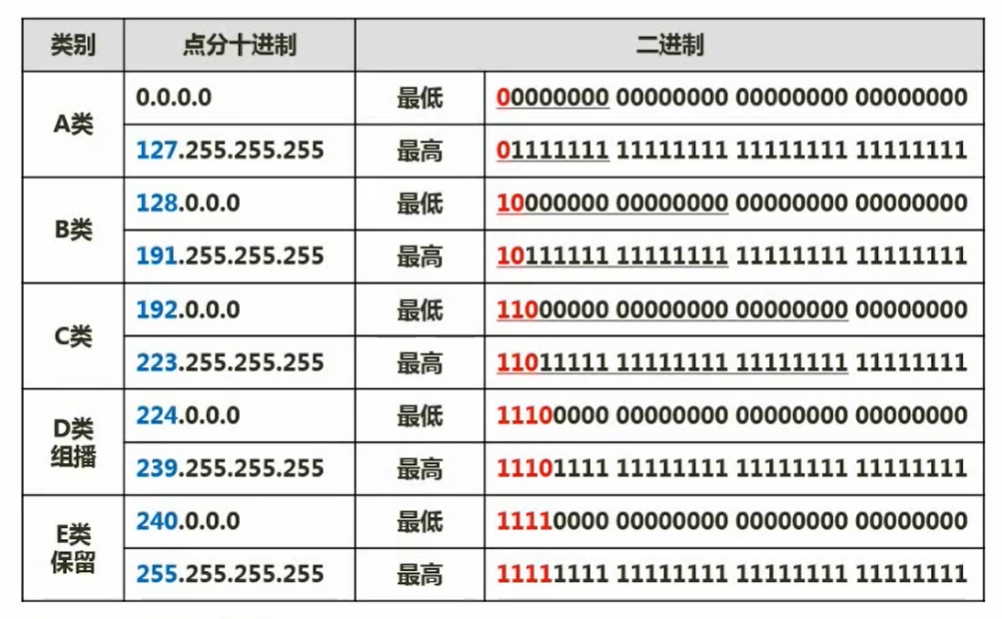 类别 点分十进制 二进制
A类 0.0.0.0 最低 00000000 00000000 00000000 00000000
127.255.255.255 最高 01111111 11111111 11111111 11111111
B类 128.0.0.0 最低 10000000 00000000 00000000 00000000
191.255.255.255 最高 10111111 11111111 11111111 11111111
C类 192.0.0.0 最低 11000000 00000000 00000000 00000000
223.255.255.255 最高 11011111 11111111 11111111 11111111
D类
组播
224.0.0.0 最低 11100000 00000000 00000000 00000000
239.255.255.255 最高 11101111 11111111 11111111 11111111
E类
保留
240.0.0.0 最低 11110000 00000000 00000000 00000000
255.255.255.255 最高 11111111 11111111 11111111 11111111